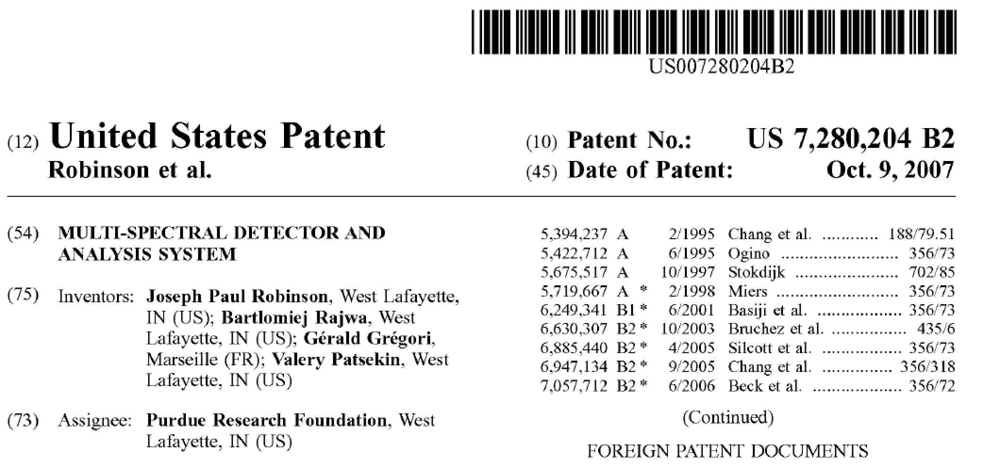 US007280204B2
(12) United States Patent
Robinson et al.
(10) Patent No.: US 7,280,204 B2
(45) Date of Patent: Oct. 9, 2007
(54) MULTI-SPECTRAL DETECTOR AND
ANALYSIS SYSTEM
(75) Inventors: Joseph Paul Robinson, West Lafayette,
IN (US); Bartlomiej Rajwa, West
Lafayette, IN (US); Gérald Grégori,
Marseille (FR); Valery Patsekin, West
Lafayette, IN (US)
(73) Assignee: Purdue Research Foundation, West
Lafayette, IN (US)
5,394,237 A 2/1995 Chang et al. ............ 188/79.51
5,422,712 A 6/1995 Ogino ......................... 356/73
5,675,517 A 10/1997 Stokdijk ...................... 702/85
5,719,667 A * 2/1998 Miers .......................... 356/73
6,249,341 B1 * 6/2001 Basiji et al. .................. 356/73
6,630,307 B2 * 10/2003 Bruchez et al. ................ 435/6
6,885,440 B2 * 4/2005 Silcott et al. ................. 356/73
6,947,134 B2 * 9/2005 Chang et al. ............... 356/318
7,057,712 B2 * 6/2006 Beck et al. ................... 356/72
(Continued)
FOREIGN PATENT DOCUMENTS